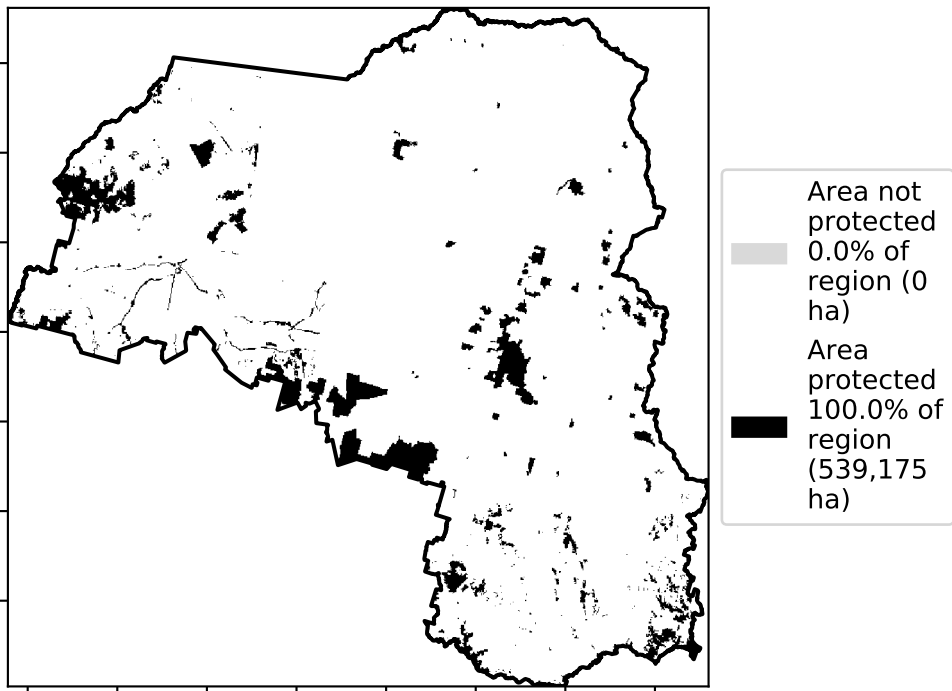 Area not
protected
0.0% of
region (0
ha)
Area
protected
100.0% of
region
(539,175
ha)